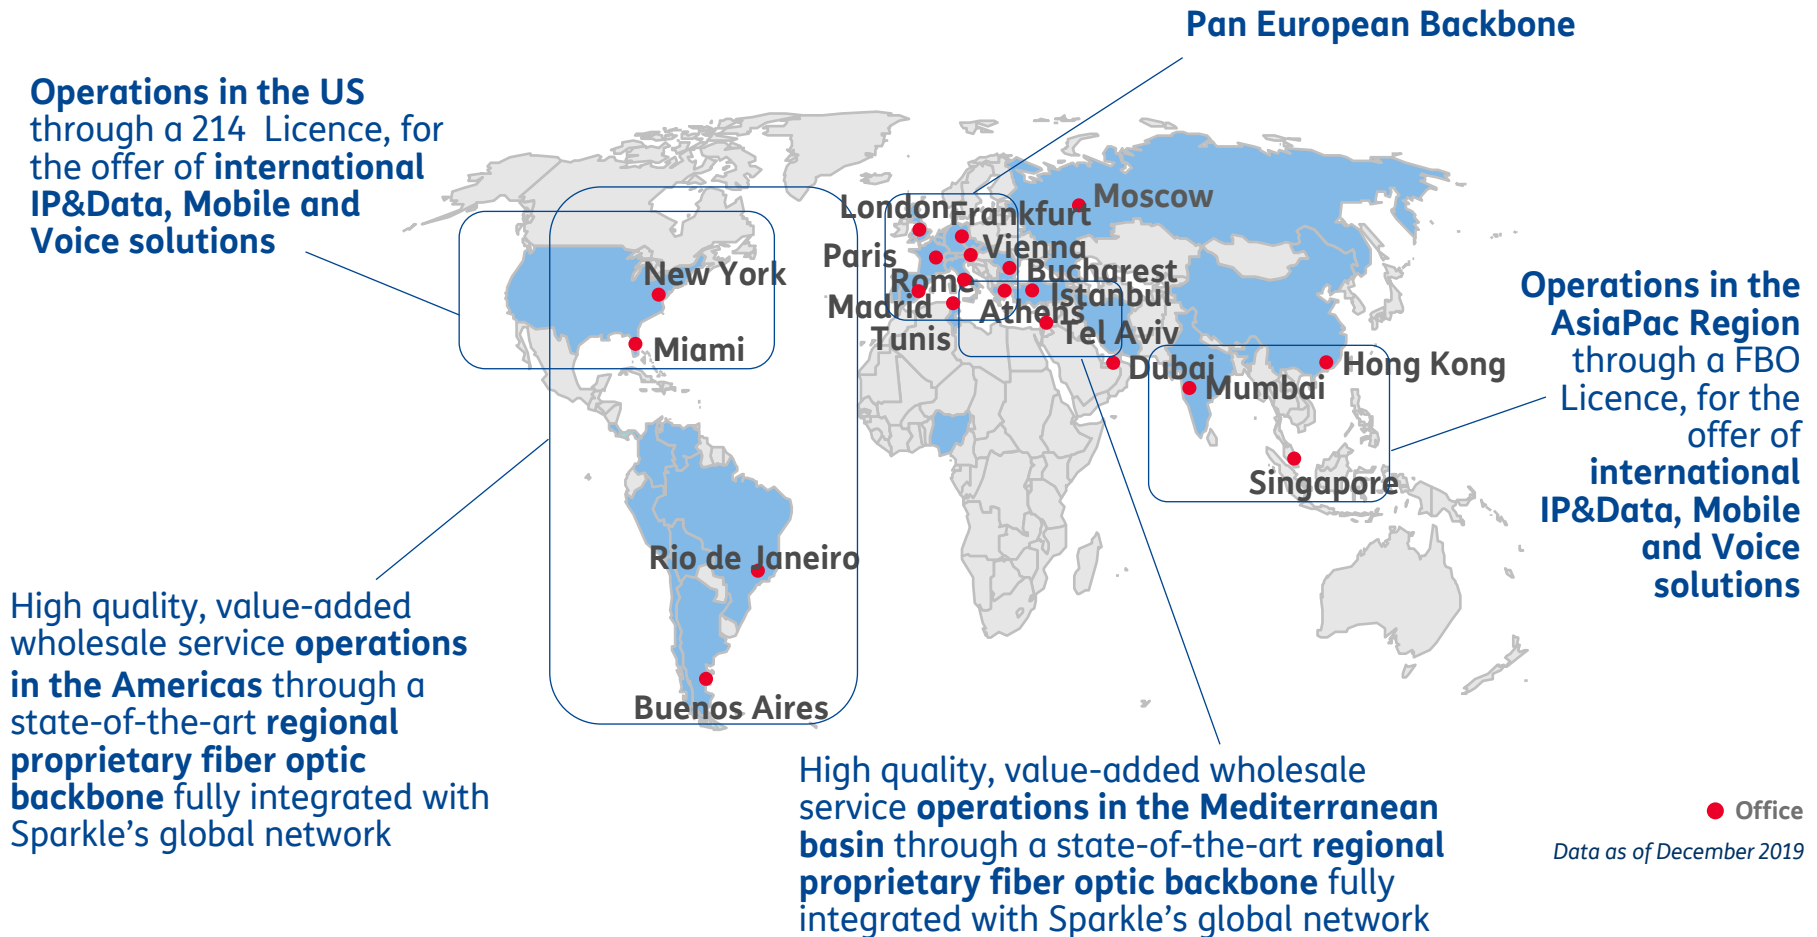 Pan European Backbone
Operations in the US
through a 214 Licence, for
the offer of international
IP&Data, Mobile and
Voice solutions
London
Frankfurt
Moscow
Paris
Vienna
New York
Rome
Bucharest
Madrid
Istanbul
Athens
Tunis
Tel Aviv
Miami
Dubai
Mumbai
Hong Kong
Singapore
Operations in the
AsiaPac Region
through a FBO
Licence, for the
offer of
international
IP&Data, Mobile
and Voice
solutions
Rio de Janeiro
Buenos Aires
High quality, value-added
wholesale service operations
in the Americas through a
state-of-the-art regional
proprietary fiber optic
backbone fully integrated with
Sparkle’s global network
High quality, value-added wholesale
service operations in the Mediterranean
basin through a state-of-the-art regional
proprietary fiber optic backbone fully
integrated with Sparkle’s global network
Office
Data as of December 2019